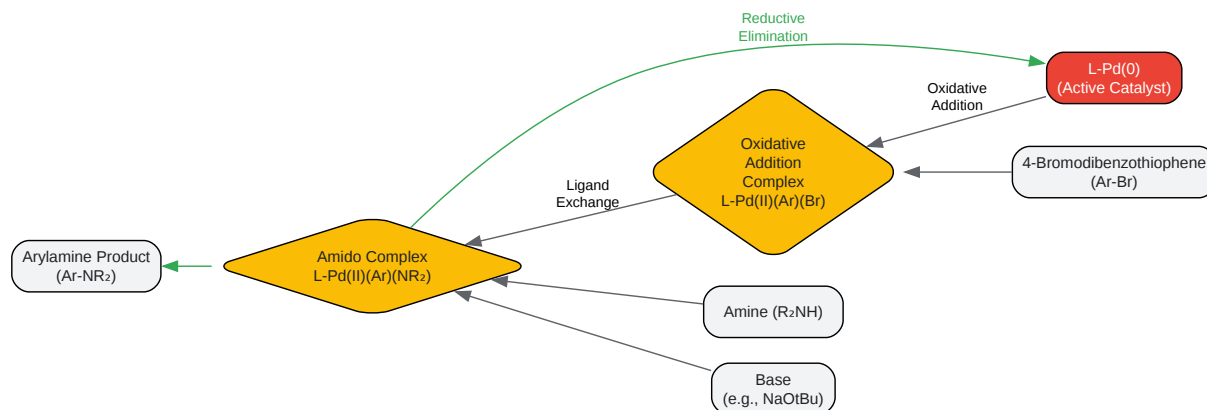 Reductive
Elimination
L-Pd(0)
(Active Catalyst)
Oxidative
Addition
Oxidative
Addition
Complex
L-Pd(II)(Ar)(Br)
4-Bromodibenzothiophene
(Ar-Br)
Ligand
Exchange
Arylamine Product
(Ar-NR₂)
Amido Complex
L-Pd(II)(Ar)(NR₂)
Amine (R₂NH)
Base
(e.g., NaOtBu)